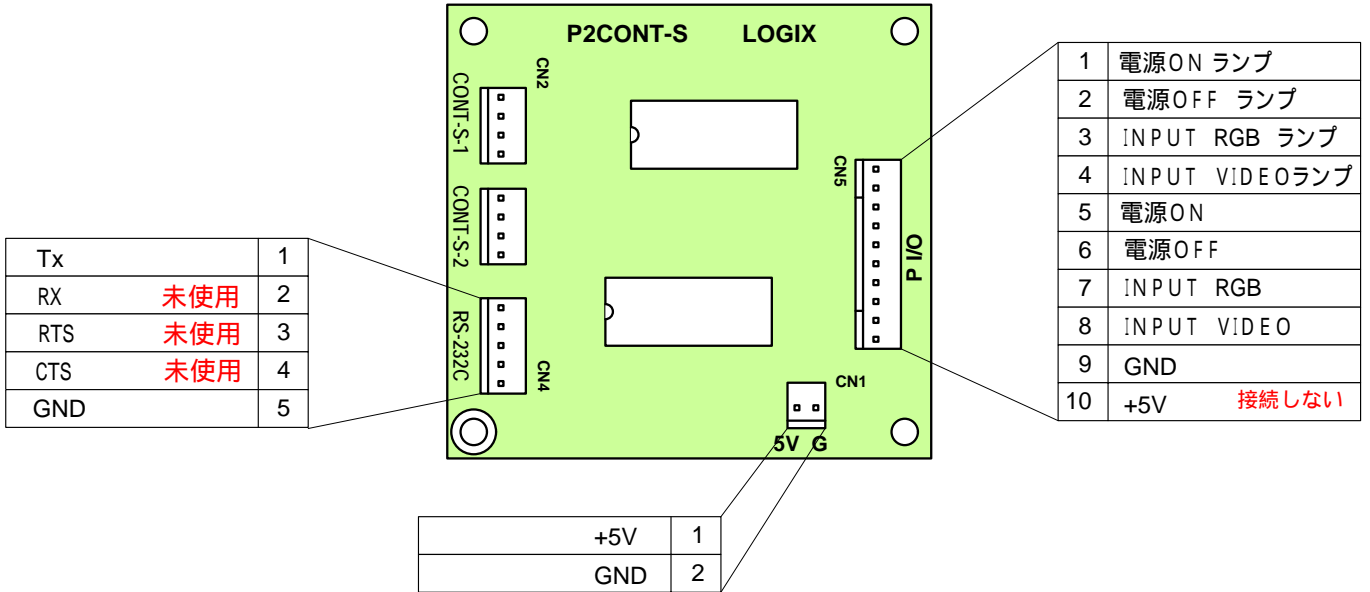 P2CONT-S LOGIX
CN2
CONT-S-1
CONT-S-2
RS-232C
CN4
CN5
P I/O
CN1
5V G
Tx 1
RX 未使用 2
RTS 未使用 3
CTS 未使用 4
GND 5
1 電源ON ランプ
2 電源OFF ランプ
3 INPUT RGB ランプ
4 INPUT VIDEOランプ
5 電源ON
6 電源OFF
7 INPUT RGB
8 INPUT VIDEO
9 GND
10 +5V 接続しない
+5V 1
GND 2